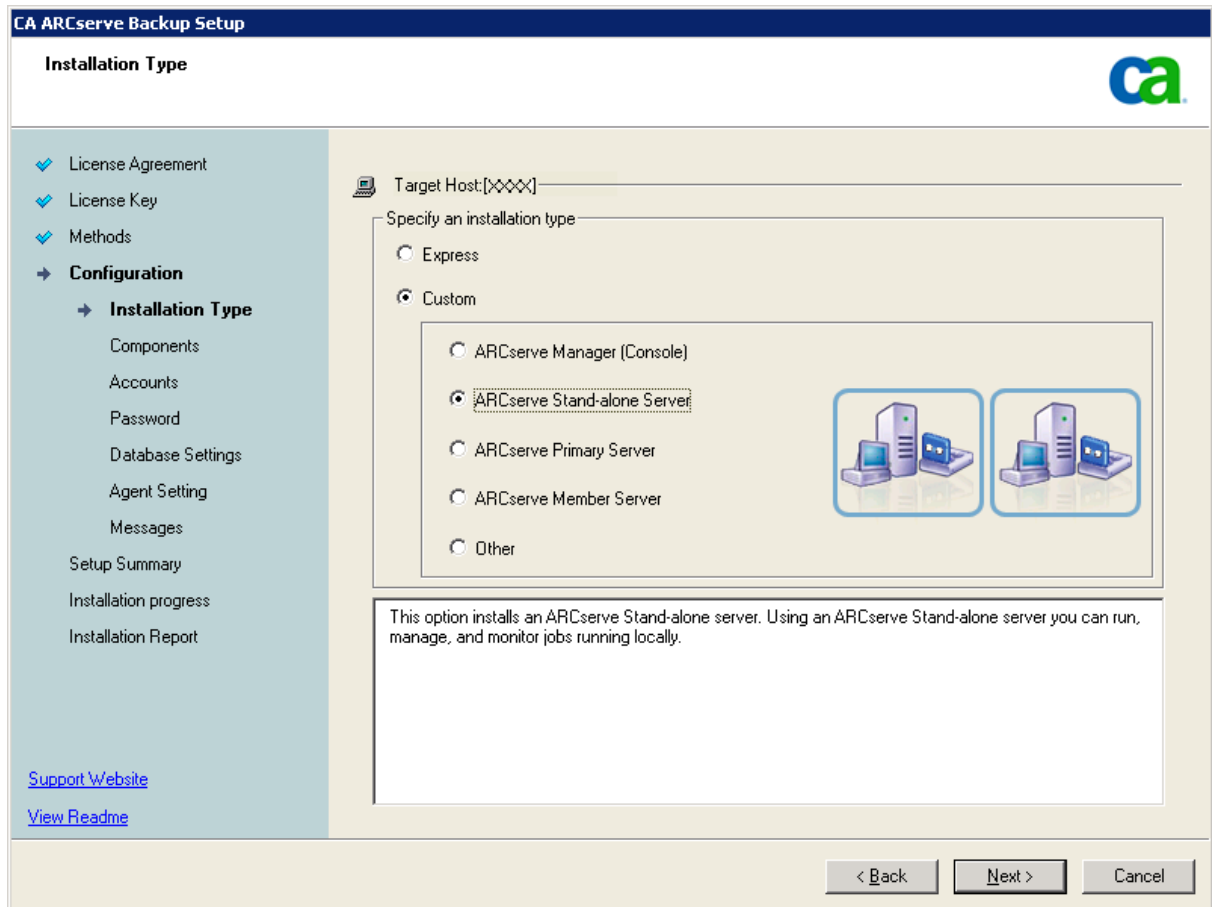 CA ARCserve Backup Setup
Installation Type
ca
License Agreement
License Key
Methods
Configuration
Installation Type
Components
Accounts
Password
Database Settings
Agent Setting
Messages
Setup Summary
Installation progress
Installation Report
Support Website
View Readme
Target Host:[XXXX]
Specify an installation type
Express
Custom
ARCserve Manager (Console)
ARCserve Stand-alone Server
ARCserve Primary Server
ARCserve Member Server
Other
This option installs an ARCserve Stand-alone server. Using an ARCserve Stand-alone server you can run,
manage, and monitor jobs running locally.
< Back
Next >
Cancel